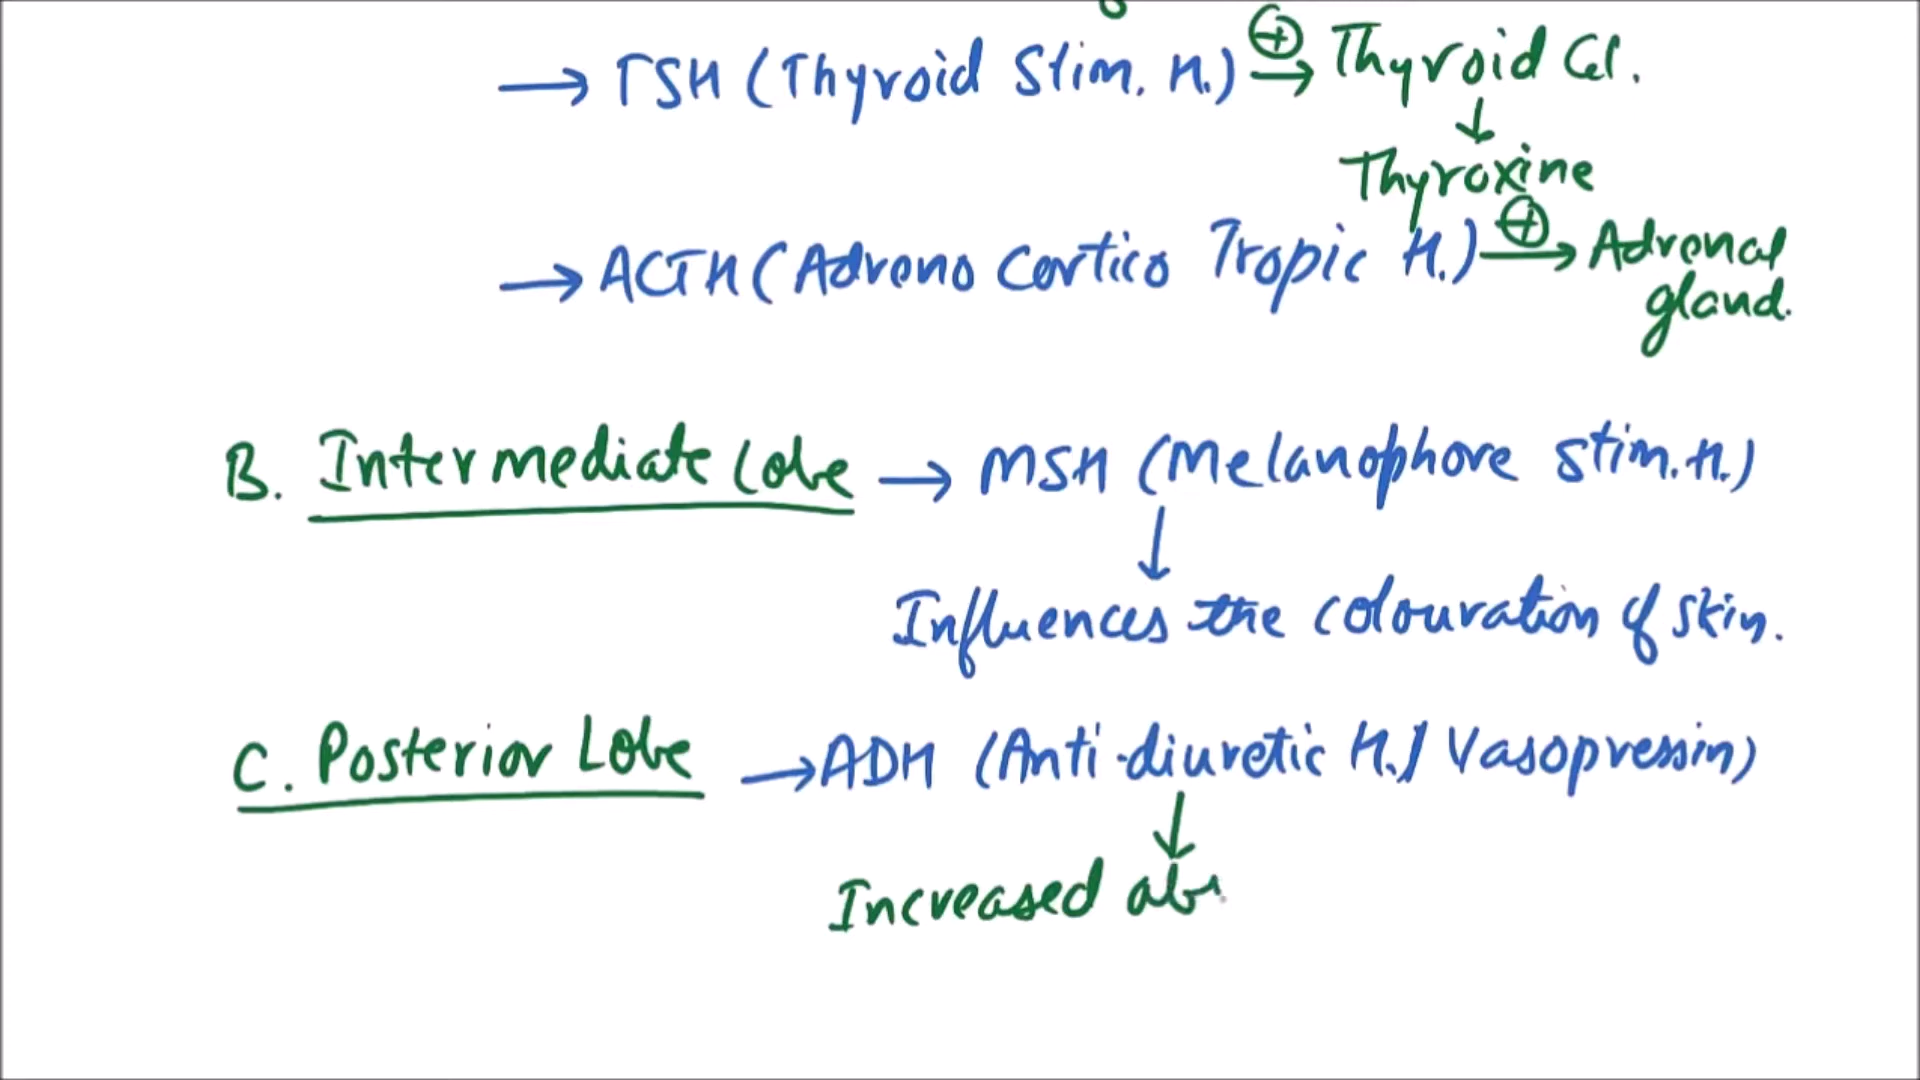 → TSH (Thyroid Stim. H.) ⊕→ Thyroid Gl.
↓
Thyroxine
→ ACTH (Adreno Cortico Tropic H.) ⊕→ Adrenal
gland.
B. Intermediate Lobe → MSH (Melanophore Stim. H.)
↓
Influences the colouration of skin.
C. Posterior Lobe → ADH (Anti-diuretic H./ Vasopressin)
↓
Increased abs